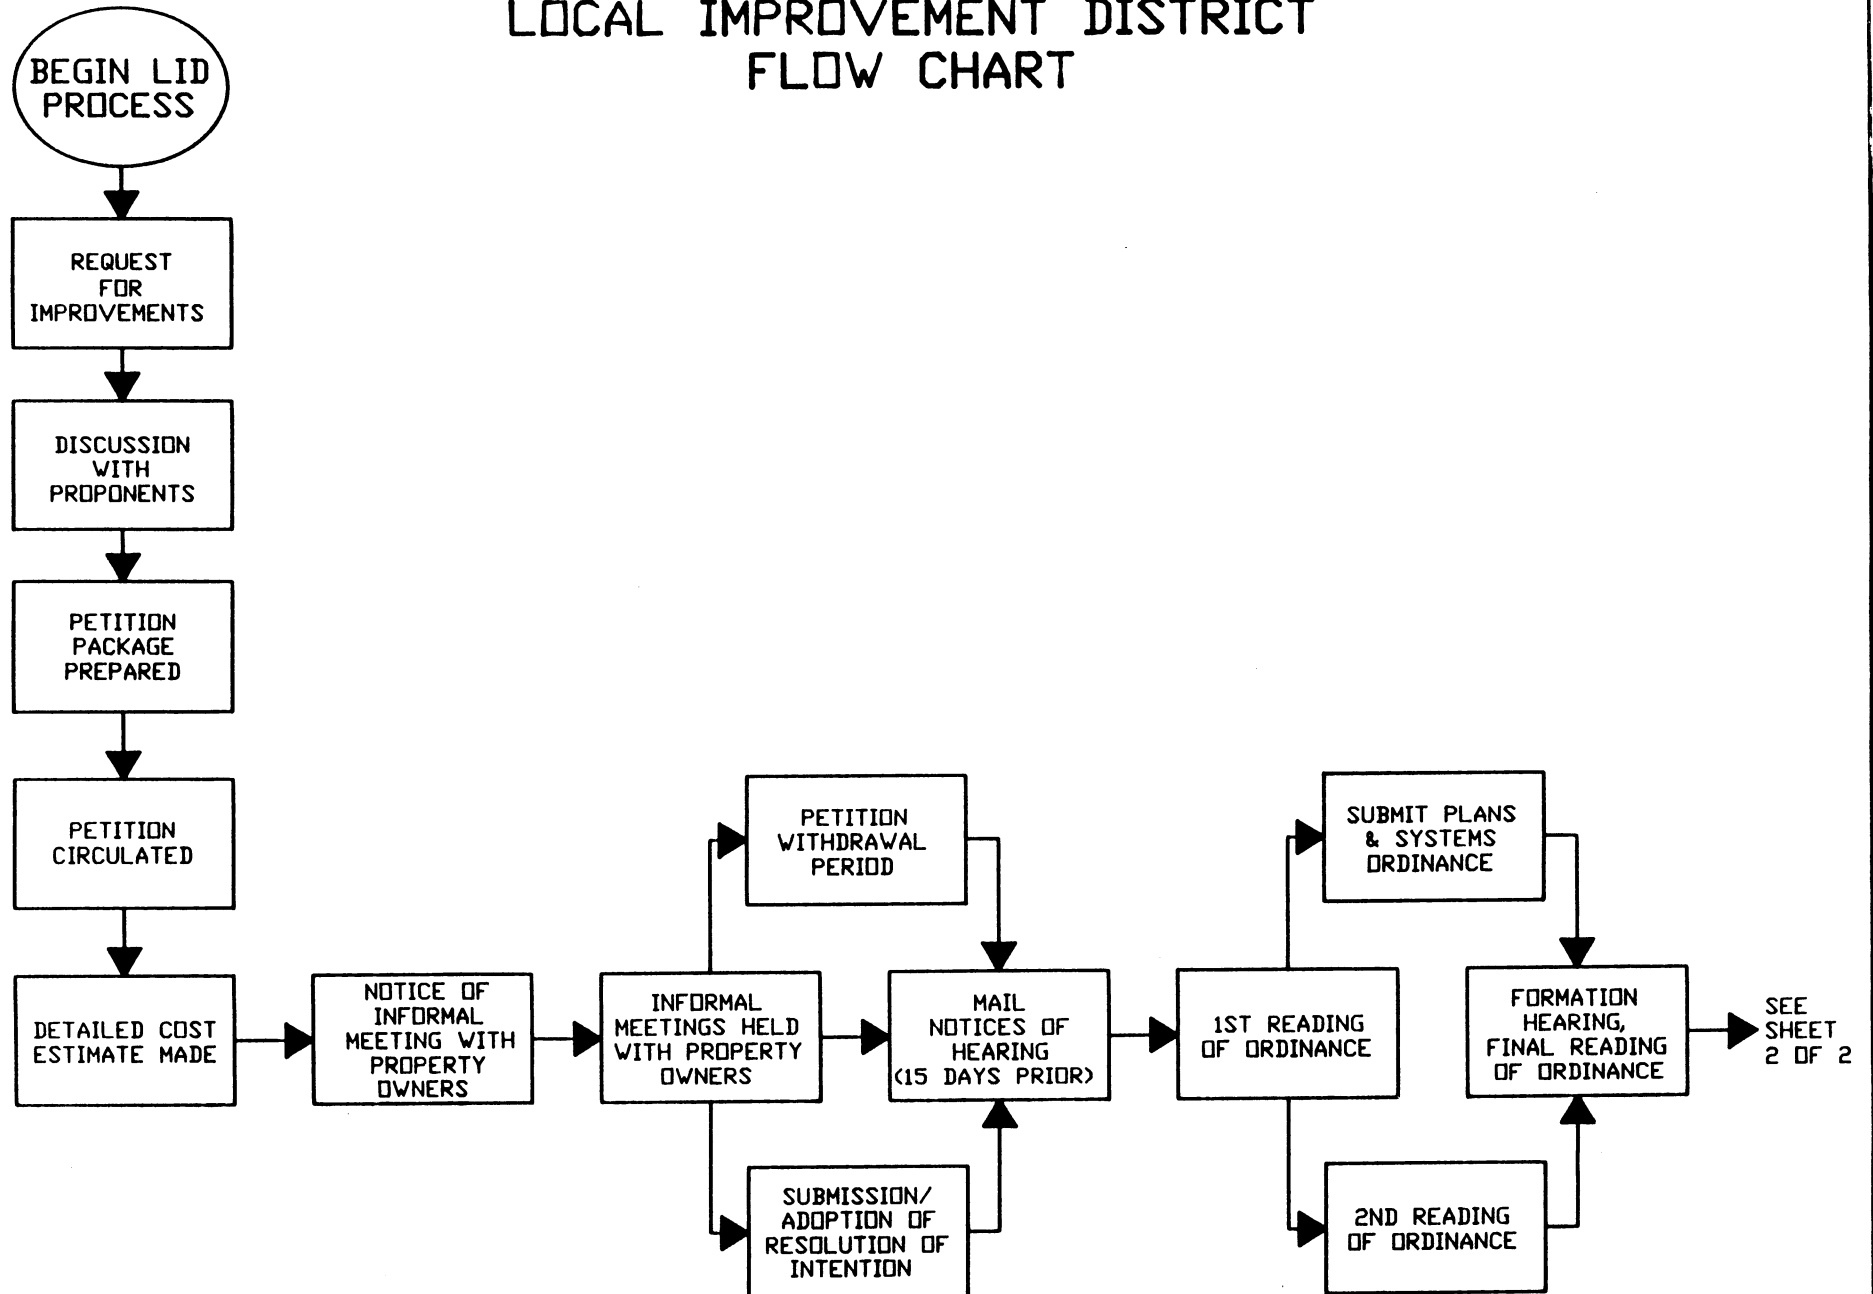 LOCAL IMPROVEMENT DISTRICT
FLOW CHART
BEGIN LID
PROCESS
REQUEST
FOR
IMPROVEMENTS
DISCUSSION
WITH
PROPONENTS
PETITION
PACKAGE
PREPARED
PETITION
CIRCULATED
DETAILED COST
ESTIMATE MADE
NOTICE OF
INFORMAL
MEETING WITH
PROPERTY
OWNERS
INFORMAL
MEETINGS HELD
WITH PROPERTY
OWNERS
PETITION
WITHDRAWAL
PERIOD
SUBMISSION/
ADOPTION OF
RESOLUTION OF
INTENTION
MAIL
NOTICES OF
HEARING
(15 DAYS PRIOR)
1ST READING
OF ORDINANCE
SUBMIT PLANS
& SYSTEMS
ORDINANCE
2ND READING
OF ORDINANCE
FORMATION
HEARING,
FINAL READING
OF ORDINANCE
SEE
SHEET
2 OF 2